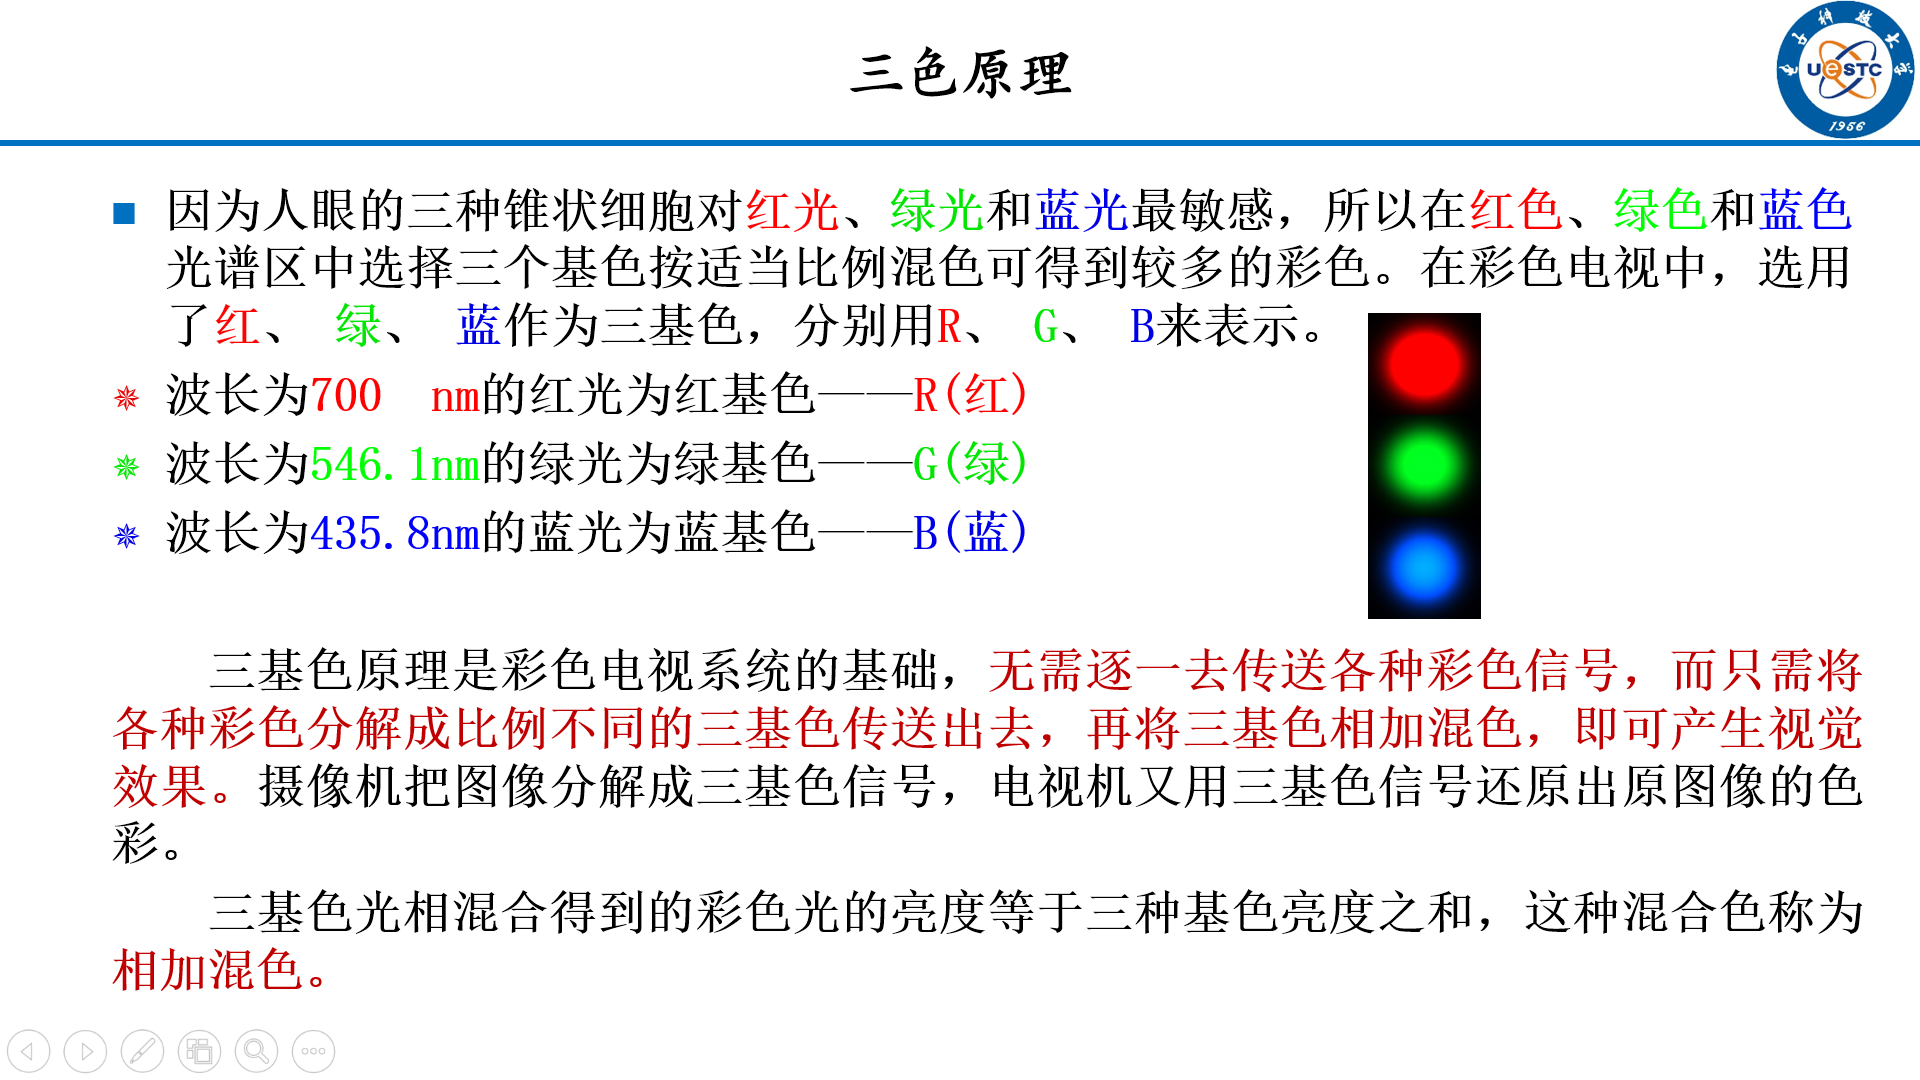 三色原理
电子科技大学
UESTC
1956
因为人眼的三种锥状细胞对红光、绿光和蓝光最敏感，所以在红色、绿色和蓝色
光谱区中选择三个基色按适当比例混色可得到较多的彩色。在彩色电视中，选用
了红、 绿、 蓝作为三基色，分别用R、 G、 B来表示。
波长为700 nm的红光为红基色——R(红)
波长为546.1nm的绿光为绿基色——G(绿)
波长为435.8nm的蓝光为蓝基色——B(蓝)
三基色原理是彩色电视系统的基础，无需逐一去传送各种彩色信号，而只需将
各种彩色分解成比例不同的三基色传送出去，再将三基色相加混色，即可产生视觉
效果。摄像机把图像分解成三基色信号，电视机又用三基色信号还原出原图像的色
彩。
三基色光相混合得到的彩色光的亮度等于三种基色亮度之和，这种混合色称为
相加混色。